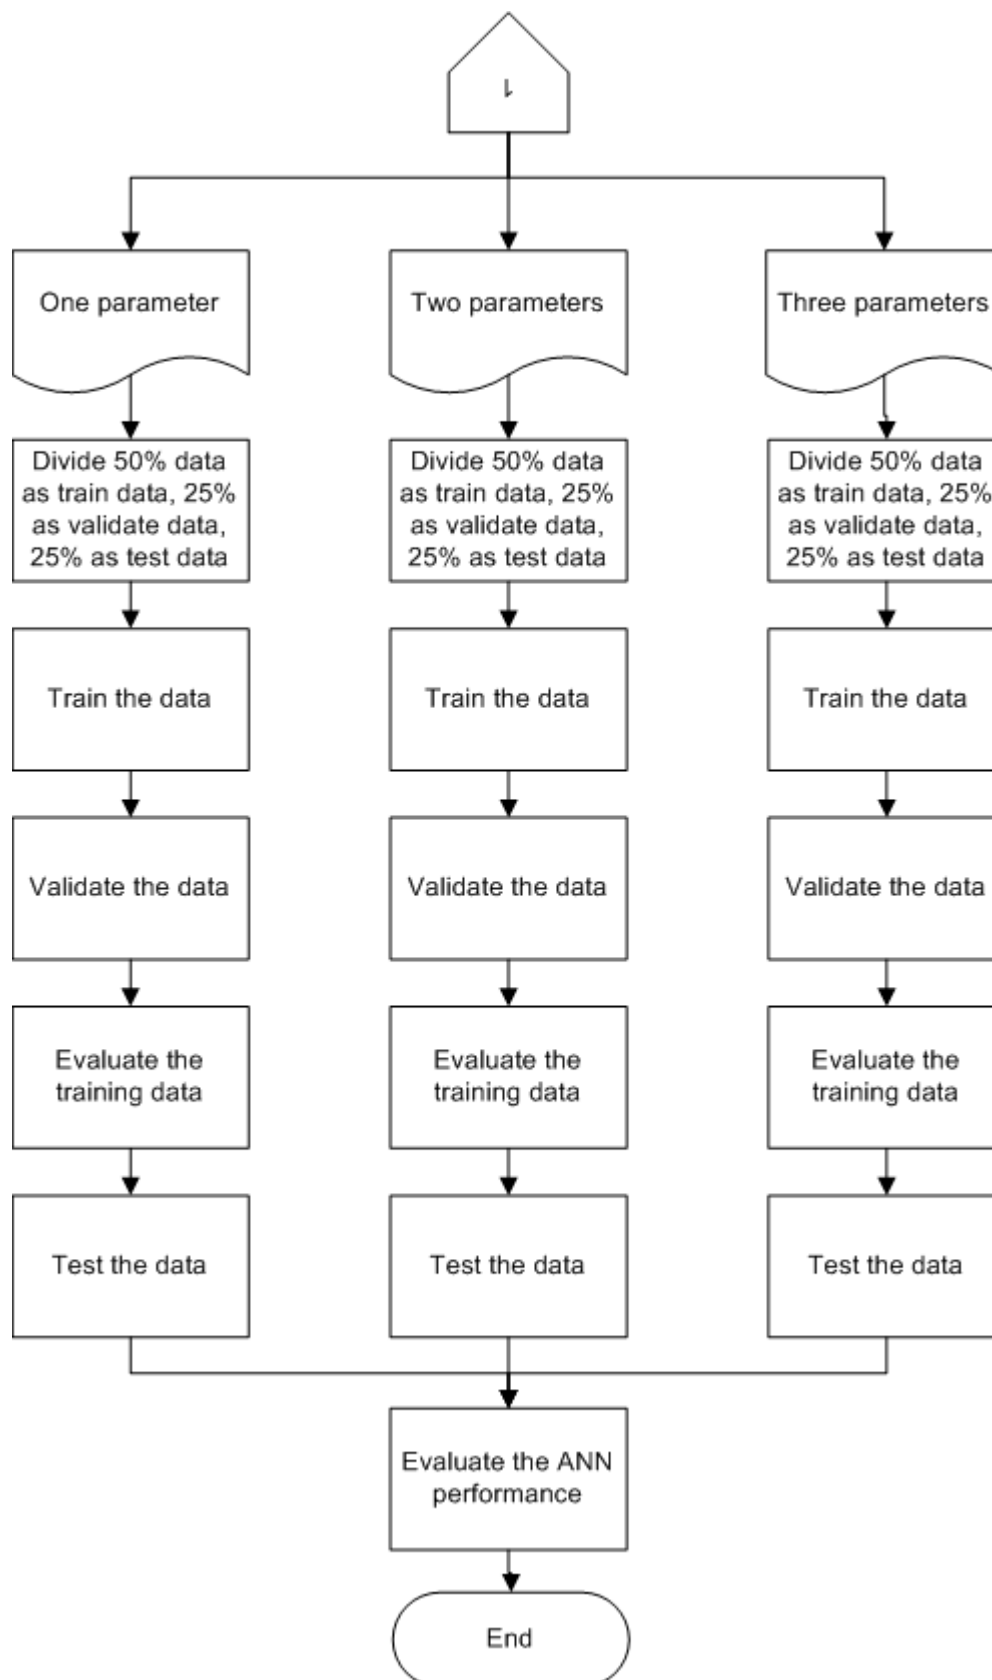 1
One parameter
Two parameters
Three parameters
Divide 50% data
as train data, 25%
as validate data,
25% as test data
Divide 50% data
as train data, 25%
as validate data,
25% as test data
Divide 50% data
as train data, 25%
as validate data,
25% as test data
Train the data
Train the data
Train the data
Validate the data
Validate the data
Validate the data
Evaluate the
training data
Evaluate the
training data
Evaluate the
training data
Test the data
Test the data
Test the data
Evaluate the ANN
performance
End